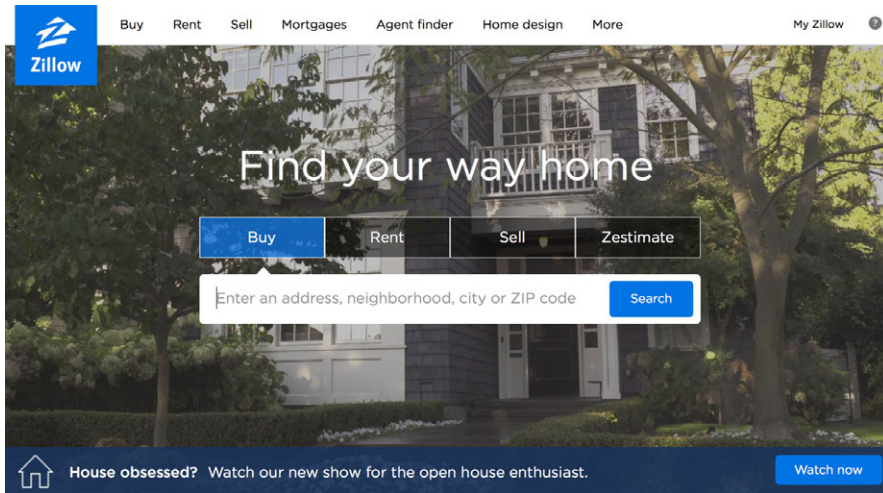 Zillow
Buy Rent Sell Mortgages Agent finder Home design More My Zillow ?
Find your way home
Buy Rent Sell Zestimate
Enter an address, neighborhood, city or ZIP code Search
House obsessed? Watch our new show for the open house enthusiast. Watch now